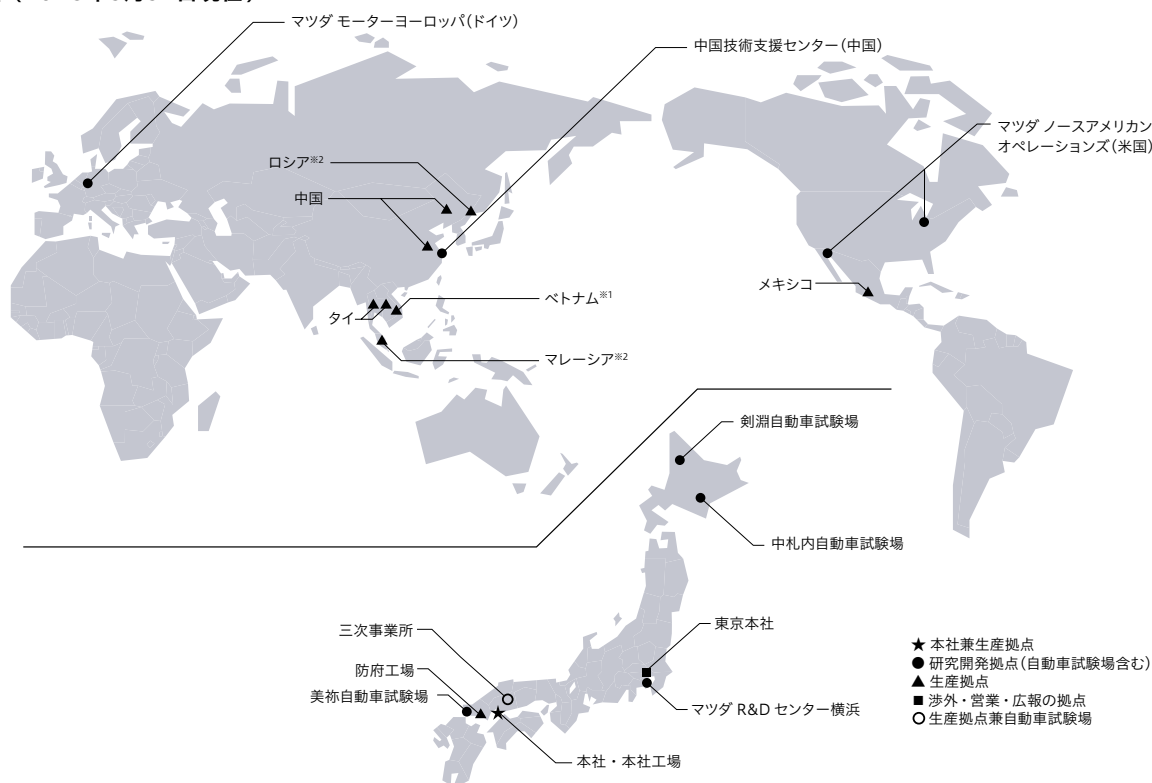 マツダ モーターヨーロッパ(ドイツ)
中国技術支援センター(中国)
マツダ ノースアメリカン
オペレーションズ(米国)
ロシア※2
中国
メキシコ
ベトナム※1
タイ
マレーシア※2
剣淵自動車試験場
中札内自動車試験場
三次事業所
東京本社
防府工場
美祢自動車試験場
マツダ R&D センター横浜
本社・本社工場
★ 本社兼生産拠点
● 研究開発拠点(自動車試験場含む)
▲ 生産拠点
■ 渉外・営業・広報の拠点
○ 生産拠点兼自動車試験場